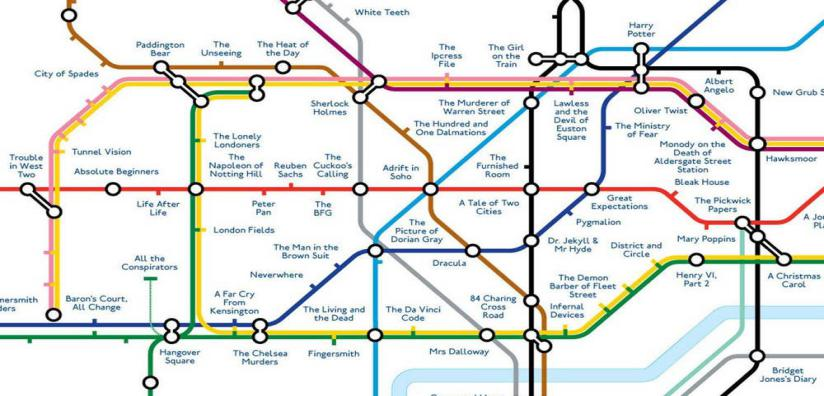 White Teeth
Harry
Potter
Paddington
Bear
The
Unseeing
The Heat of
the Day
The
Ipcress
File
The Girl
on the
Train
City of Spades
Albert
Angelo
New Grub S
Sherlock
Holmes
The Murderer of
Warren Street
Lawless
and the
Devil of
Euston
Square
Oliver Twist
The Hundred and
One Dalmations
The Ministry
of Fear
The Lonely
Londoners
Monody on the
Death of
Aldersgate Street
Station
Hawksmoor
Tunnel Vision
Trouble
in West
Two
Absolute Beginners
The
Napoleon of
Notting Hill
Reuben
Sachs
The
Cuckoo's
Calling
Adrift in
Soho
The
Furnished
Room
Bleak House
Life After
Life
Peter
Pan
The
BFG
A Tale of Two
Cities
Great
Expectations
The Pickwick
Papers
A Jo
Pl
London Fields
The
Picture of
Dorian Gray
Pygmalion
Mary Poppins
The Man in the
Brown Suit
Dr. Jekyll &
Mr Hyde
District and
Circle
All the
Conspirators
Neverwhere
Dracula
The Demon
Barber of Fleet
Street
Henry VI,
Part 2
A Christmas
Carol
mersmith
ders
Baron's Court,
All Change
A Far Cry
From
Kensington
The Living and
the Dead
The Da Vinci
Code
84 Charing
Cross
Road
Infernal
Devices
Hangover
Square
The Chelsea
Murders
Fingersmith
Mrs Dalloway
Bridget
Jones's Diary